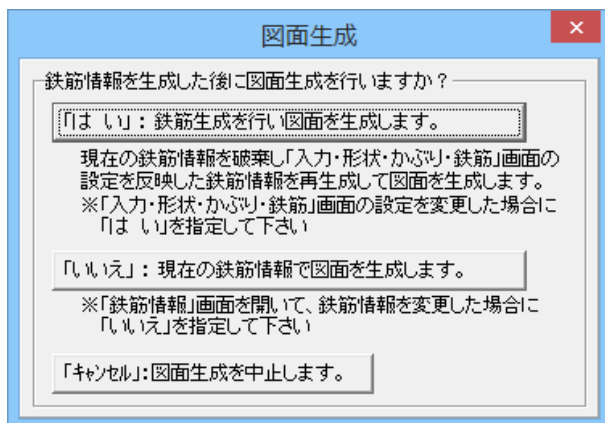 図面生成
鉄筋情報を生成した後に図面生成を行いますか?
「は い」: 鉄筋生成を行い図面を生成します。
現在の鉄筋情報を破棄し「入力・形状・かぶり・鉄筋」画面の
設定を反映した鉄筋情報を再生成して図面を生成します。
※「入力・形状・かぶり・鉄筋」画面の設定を変更した場合に
「は い」を指定して下さい
「いいえ」: 現在の鉄筋情報で図面を生成します。
※「鉄筋情報」画面を開いて、鉄筋情報を変更した場合に
「いいえ」を指定して下さい
「キャンセル」:図面生成を中止します。